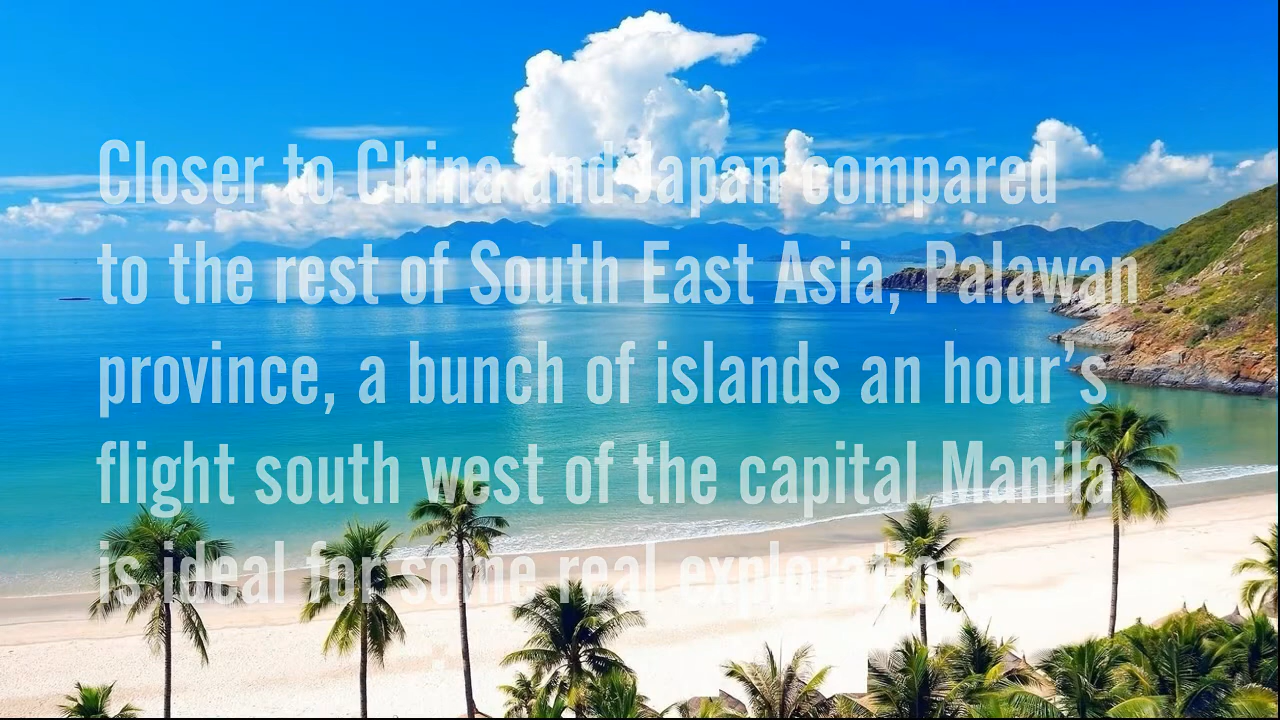 Closer to China and Japan compared
to the rest of South East Asia, Palawan
province, a bunch of islands an hour’s
flight south west of the capital Manila
is ideal for some real exploration.